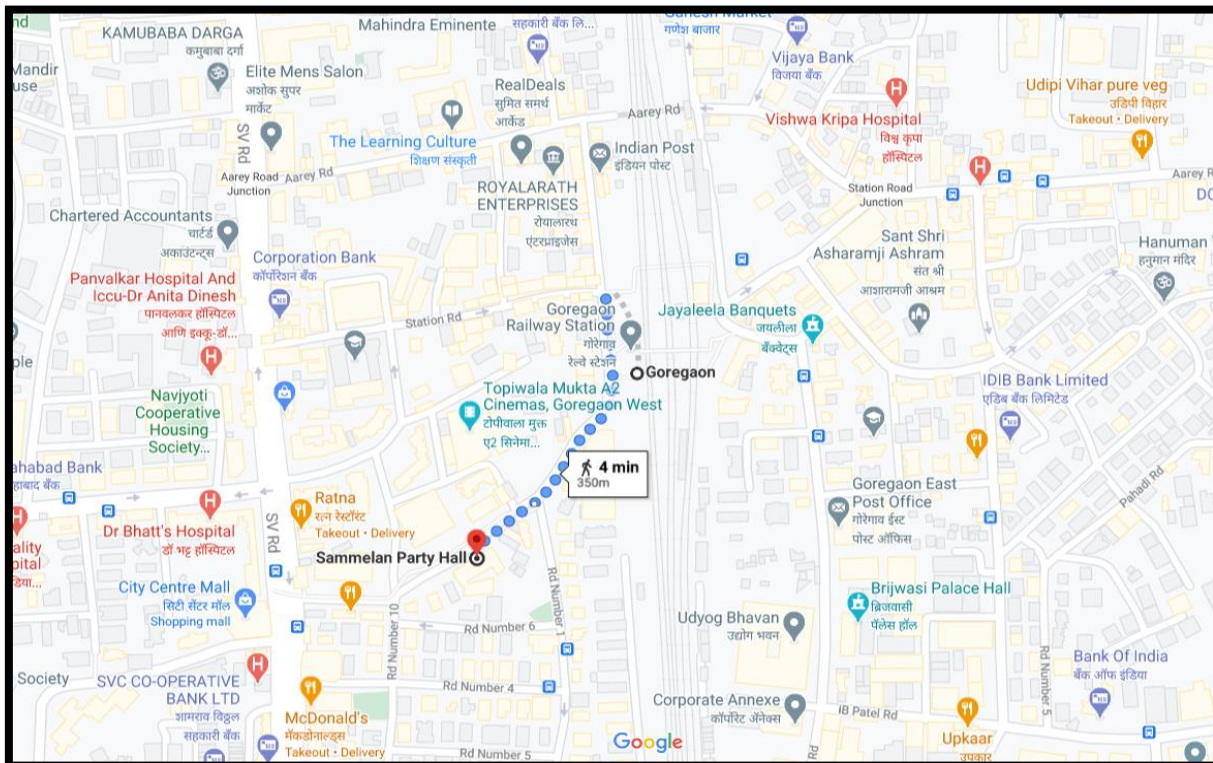 KAMUBABA DARGA
कमुबाबा दर्गा
Mahindra Eminente
सहकारी बँक लि...
गणेश बाजार
Vijaya Bank
विजया बँक
Mandir
use
Elite Mens Salon
अशोक सुपर
मार्केट
RealDeals
सुमित समर्थ
आर्केड
Aarey Rd
Udipi Vihar pure veg
उडिपी विहार
Takeout • Delivery
Vishwa Kripa Hospital
विश्व कृपा
हॉस्पिटल
SV Rd
The Learning Culture
शिक्षण संस्कृती
Indian Post
इंडियन पोस्ट
Aarey Road
Junction
Aarey Rd
ROYALARATH
ENTERPRISES
रोयालारथ
एंटरप्राइजेस
Station Road
Junction
Aarey R
DC
Chartered Accountants
चार्टर्ड
अकाउंटन्ट्स
Corporation Bank
कॉर्पोरेशन बँक
Sant Shri
Asharamji Ashram
संत श्री
आशारामजी आश्रम
Hanuman
हनुमान मंदिर
Panvalkar Hospital And
Iccu-Dr Anita Dinesh
पानवलकर हॉस्पिटल
आणि इक्कू-डॉ...
Station Rd
Goregaon
Railway Station
गोरेगाव
रेल्वे स्टेशन
Jayaleela Banquets
जयलीला
बँक्वेट्स
ple
Goregaon
Navjyoti
Cooperative
Housing
Society...
Topiwala Mukta A2
Cinemas, Goregaon West
टोपीवाला मुक्त
ए2 सिनेमा...
IDIB Bank Limited
एडिब बँक लिमिटेड
ahabad Bank
हाबाद बँक
4 min
350m
Pahadi Rd
Ratna
रत्न रेस्टॉरंट
Takeout • Delivery
Goregaon East
Post Office
गोरेगाव ईस्ट
पोस्ट ऑफिस
Dr Bhatt's Hospital
डॉ भट्ट हॉस्पिटल
SV Rd
ality
pital
डिया...
Sammelan Party Hall
City Centre Mall
सिटी सेंटर मॉल
Shopping mall
Rd Number 10
Rd Number 6
Rd Number 1
Udyog Bhavan
उद्योग भवन
Brijwasi Palace Hall
ब्रिजवासी
पॅलेस हॉल
Rd Number 5
Bank Of India
बँक ऑफ इंडिया
Society
SVC CO-OPERATIVE
BANK LTD
शामराव विठ्ठल
सहकारी बँक
Rd Number 4
Corporate Annexe
कॉर्पोरेट ॲनेक्स
IB Patel Rd
McDonald's
मॅकडोनाल्ड्स
Takeout • Delivery
Rd Number 5
Google
Rd
Upkaar
उपकार